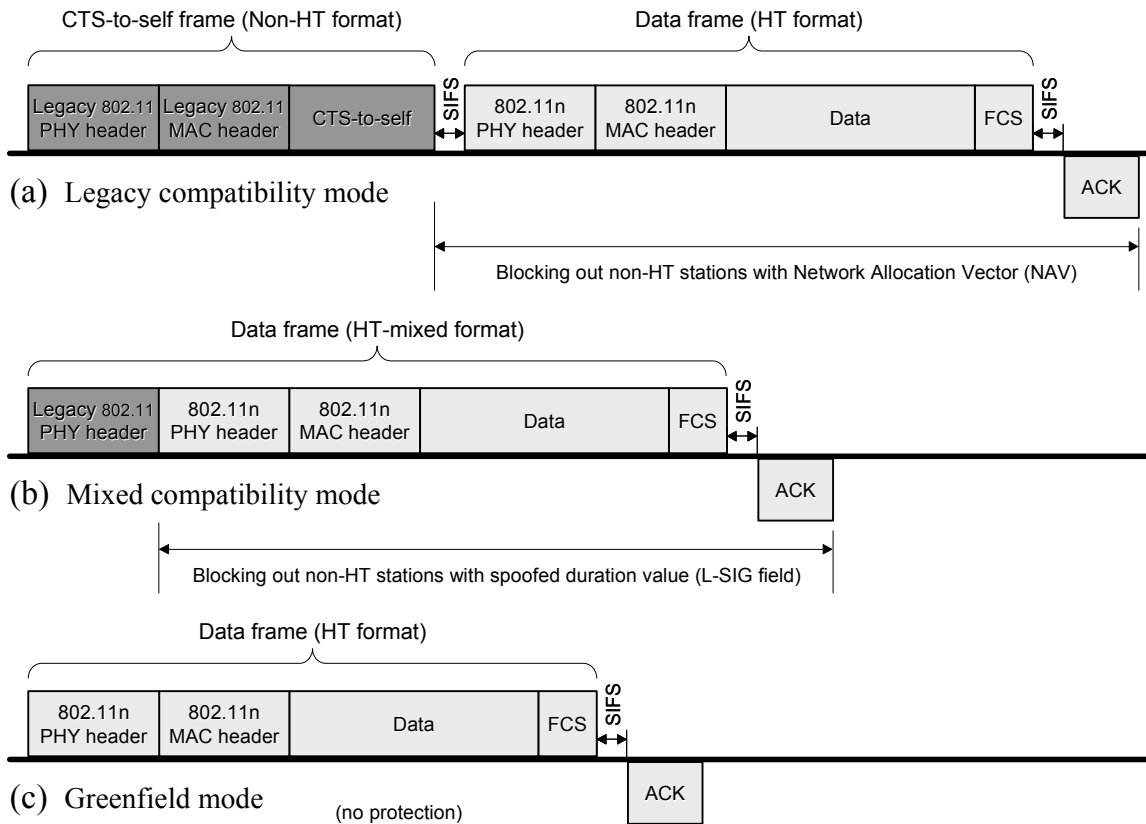 CTS-to-self frame (Non-HT format)
Data frame (HT format)
Legacy 802.11
PHY header
Legacy 802.11
MAC header
CTS-to-self
SIFS
802.11n
PHY header
802.11n
MAC header
Data
FCS
SIFS
ACK
(a) Legacy compatibility mode
Blocking out non-HT stations with Network Allocation Vector (NAV)
Data frame (HT-mixed format)
Legacy 802.11
PHY header
802.11n
PHY header
802.11n
MAC header
Data
FCS
SIFS
ACK
(b) Mixed compatibility mode
Blocking out non-HT stations with spoofed duration value (L-SIG field)
Data frame (HT format)
802.11n
PHY header
802.11n
MAC header
Data
FCS
SIFS
ACK
(c) Greenfield mode
(no protection)